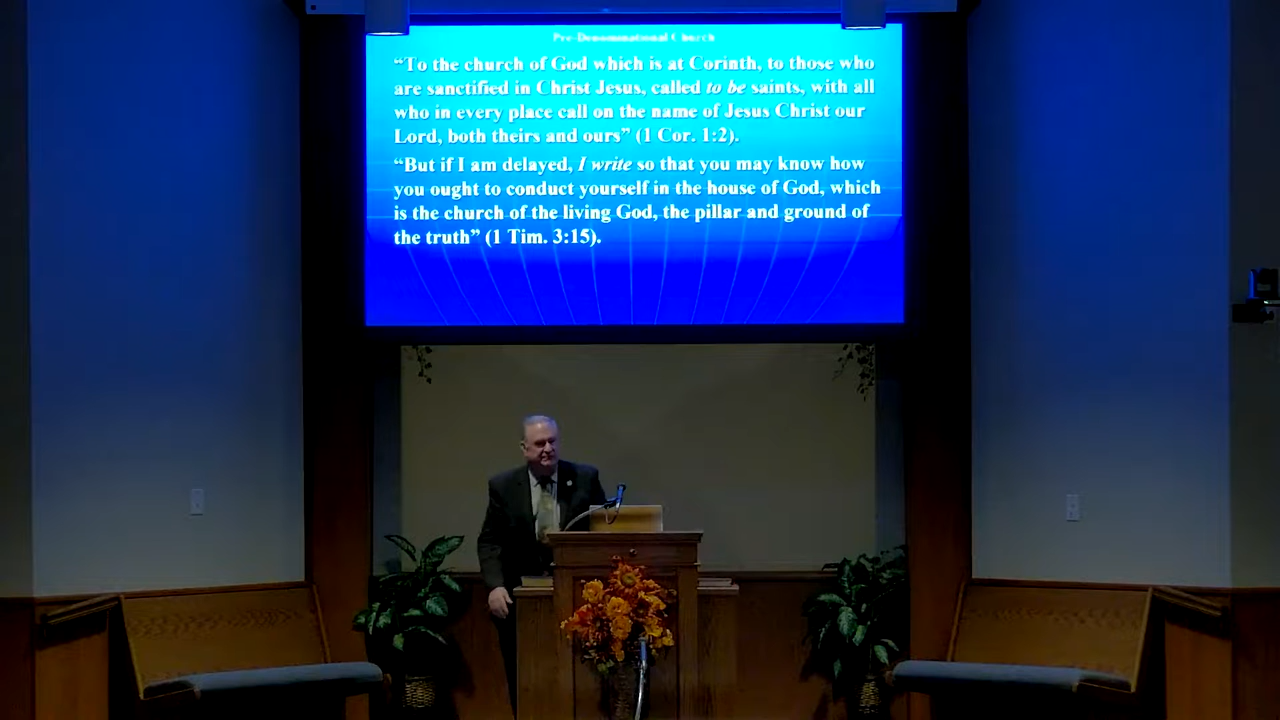 Pre-Denominational Church
“To the church of God which is at Corinth, to those who
are sanctified in Christ Jesus, called to be saints, with all
who in every place call on the name of Jesus Christ our
Lord, both theirs and ours” (1 Cor. 1:2).
“But if I am delayed, I write so that you may know how
you ought to conduct yourself in the house of God, which
is the church of the living God, the pillar and ground of
the truth” (1 Tim. 3:15).